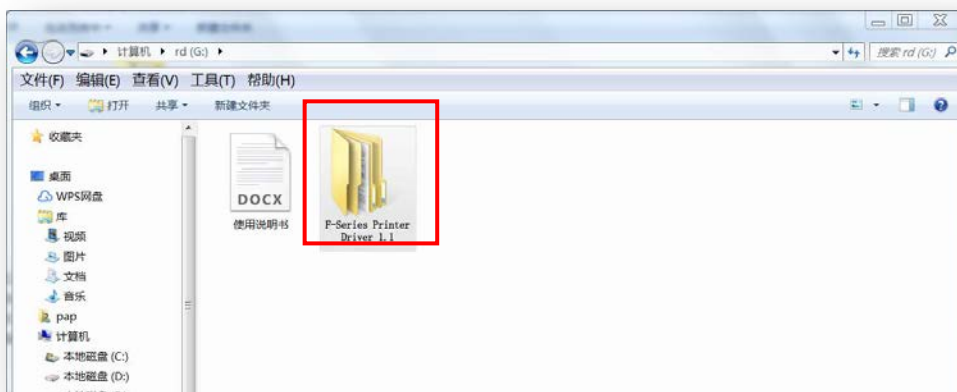 计算机 ▸ rd (G:) ▸
搜索 rd (G:)
文件(F) 编辑(E) 查看(V) 工具(T) 帮助(H)
组织 打开 共享 新建文件夹
收藏夹
桌面
WPS网盘
库
视频
图片
文档
音乐
pap
计算机
本地磁盘 (C:)
本地磁盘 (D:)
DOCX
使用说明书
F-Series Printer
Driver 1.1